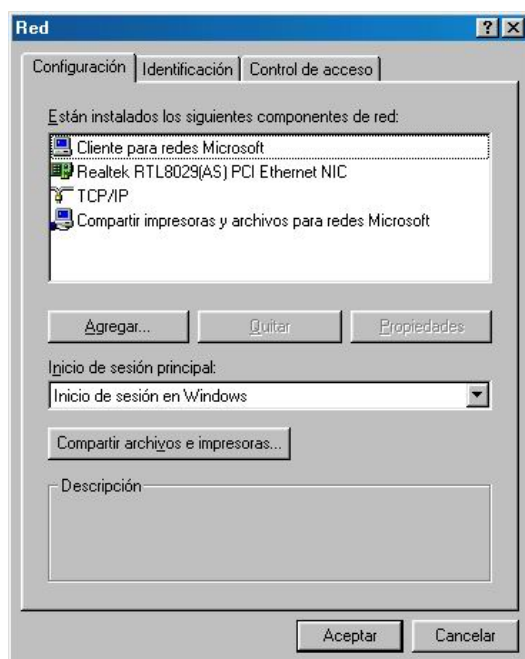 Red
Configuración Identificación Control de acceso
Están instalados los siguientes componentes de red:
Cliente para redes Microsoft
Realtek RTL8029(AS) PCI Ethernet NIC
TCP/IP
Compartir impresoras y archivos para redes Microsoft
Agregar... Quitar Propiedades
Inicio de sesión principal:
Inicio de sesión en Windows
Compartir archivos e impresoras...
Descripción
Aceptar Cancelar